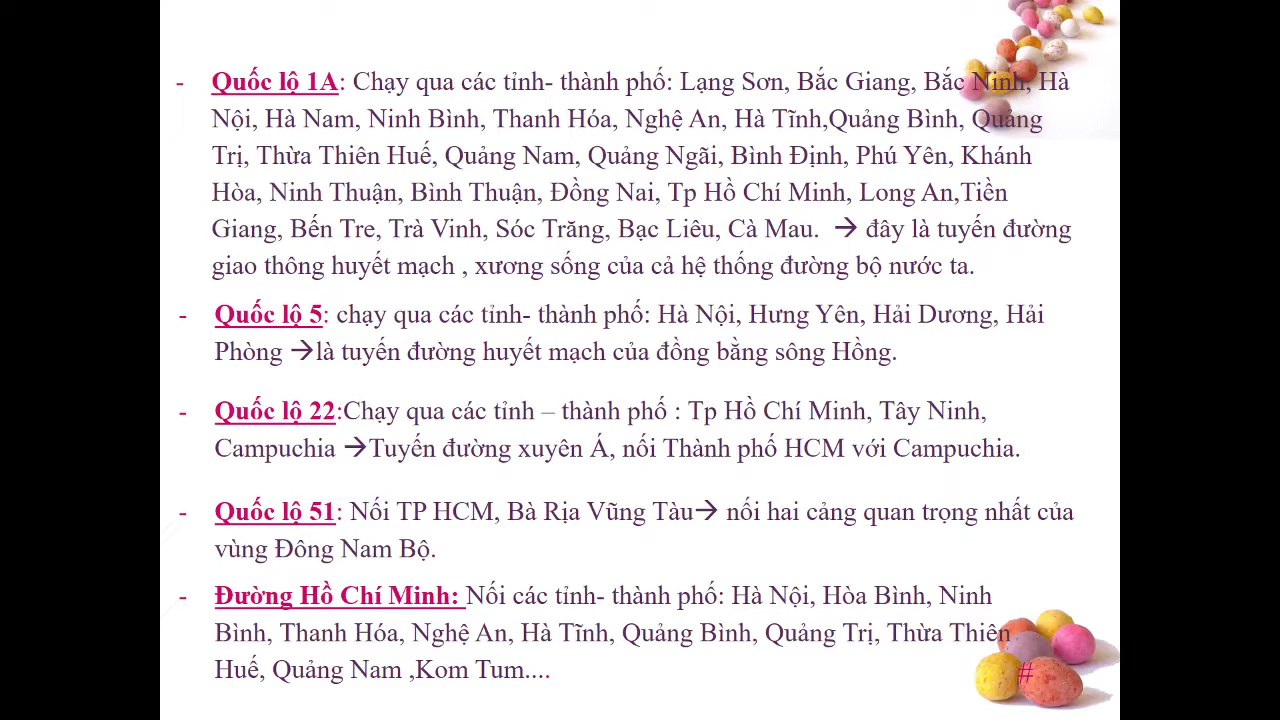 - Quốc lộ 1A: Chạy qua các tỉnh- thành phố: Lạng Sơn, Bắc Giang, Bắc Ninh, Hà
Nội, Hà Nam, Ninh Bình, Thanh Hóa, Nghệ An, Hà Tĩnh,Quảng Bình, Quảng
Trị, Thừa Thiên Huế, Quảng Nam, Quảng Ngãi, Bình Định, Phú Yên, Khánh
Hòa, Ninh Thuận, Bình Thuận, Đồng Nai, Tp Hồ Chí Minh, Long An,Tiền
Giang, Bến Tre, Trà Vinh, Sóc Trăng, Bạc Liêu, Cà Mau. → đây là tuyến đường
giao thông huyết mạch , xương sống của cả hệ thống đường bộ nước ta.
- Quốc lộ 5: chạy qua các tỉnh- thành phố: Hà Nội, Hưng Yên, Hải Dương, Hải
Phòng →là tuyến đường huyết mạch của đồng bằng sông Hồng.
- Quốc lộ 22:Chạy qua các tỉnh – thành phố : Tp Hồ Chí Minh, Tây Ninh,
Campuchia →Tuyến đường xuyên Á, nối Thành phố HCM với Campuchia.
- Quốc lộ 51: Nối TP HCM, Bà Rịa Vũng Tàu→ nối hai cảng quan trọng nhất của
vùng Đông Nam Bộ.
- Đường Hồ Chí Minh: Nối các tỉnh- thành phố: Hà Nội, Hòa Bình, Ninh
Bình, Thanh Hóa, Nghệ An, Hà Tĩnh, Quảng Bình, Quảng Trị, Thừa Thiên
Huế, Quảng Nam ,Kom Tum....
#